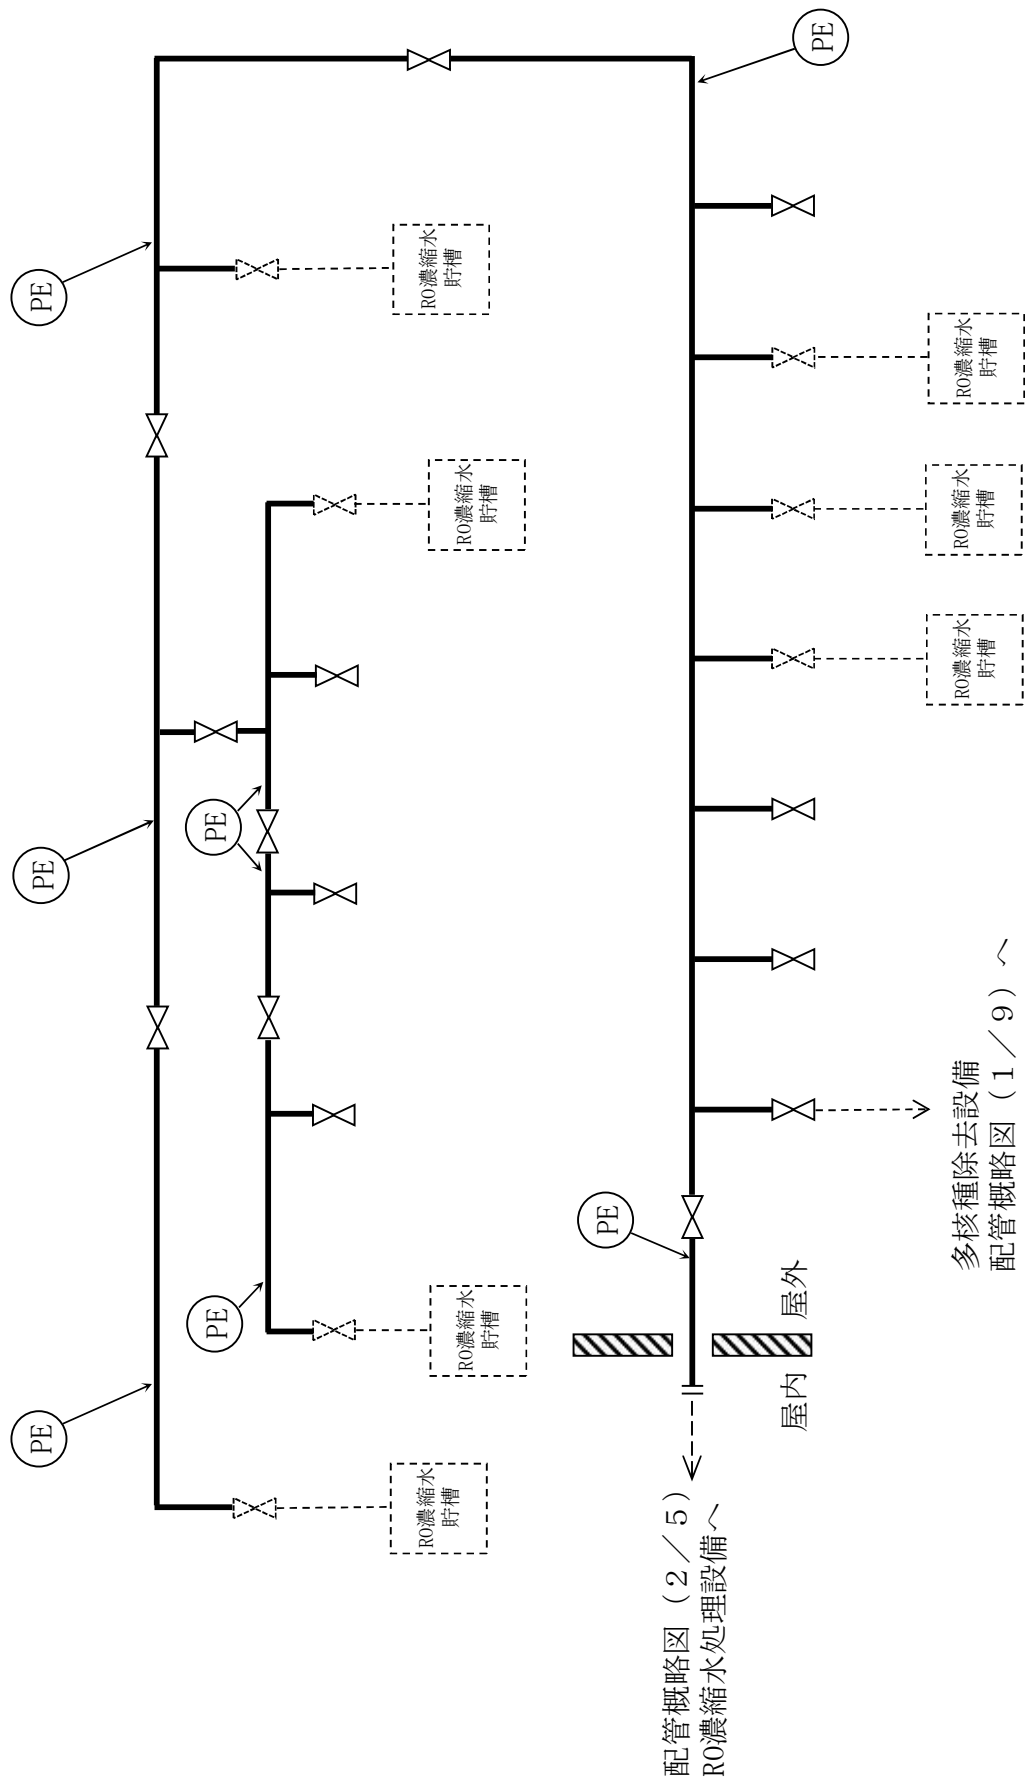 PE
PE
PE
PE
PE
RO濃縮水
貯槽
RO濃縮水
貯槽
RO濃縮水
貯槽
RO濃縮水
貯槽
PE
配管概略図（２／５）
RO濃縮水処理設備へ
屋内
屋外
PE
RO濃縮水
貯槽
RO濃縮水
貯槽
RO濃縮水
貯槽
多核種除去設備
配管概略図（１／９）へ